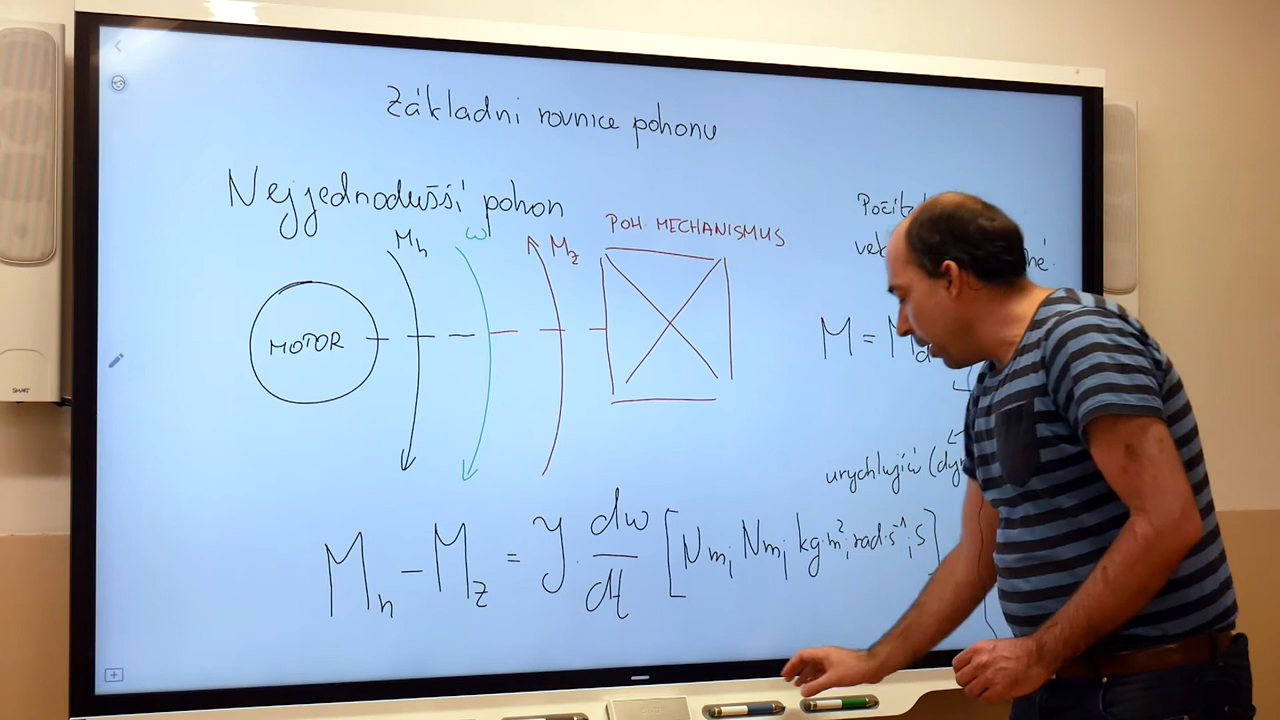 Základni rovnice pohonu
Nejjednodušší pohon
Mh ω Mz POH. MECHANISMUS
MOTOR
Mh - Mz = J · dω/dt [Nm; Nm; kg·m²; rad·s⁻¹; s]
M =
urychlující
SMART